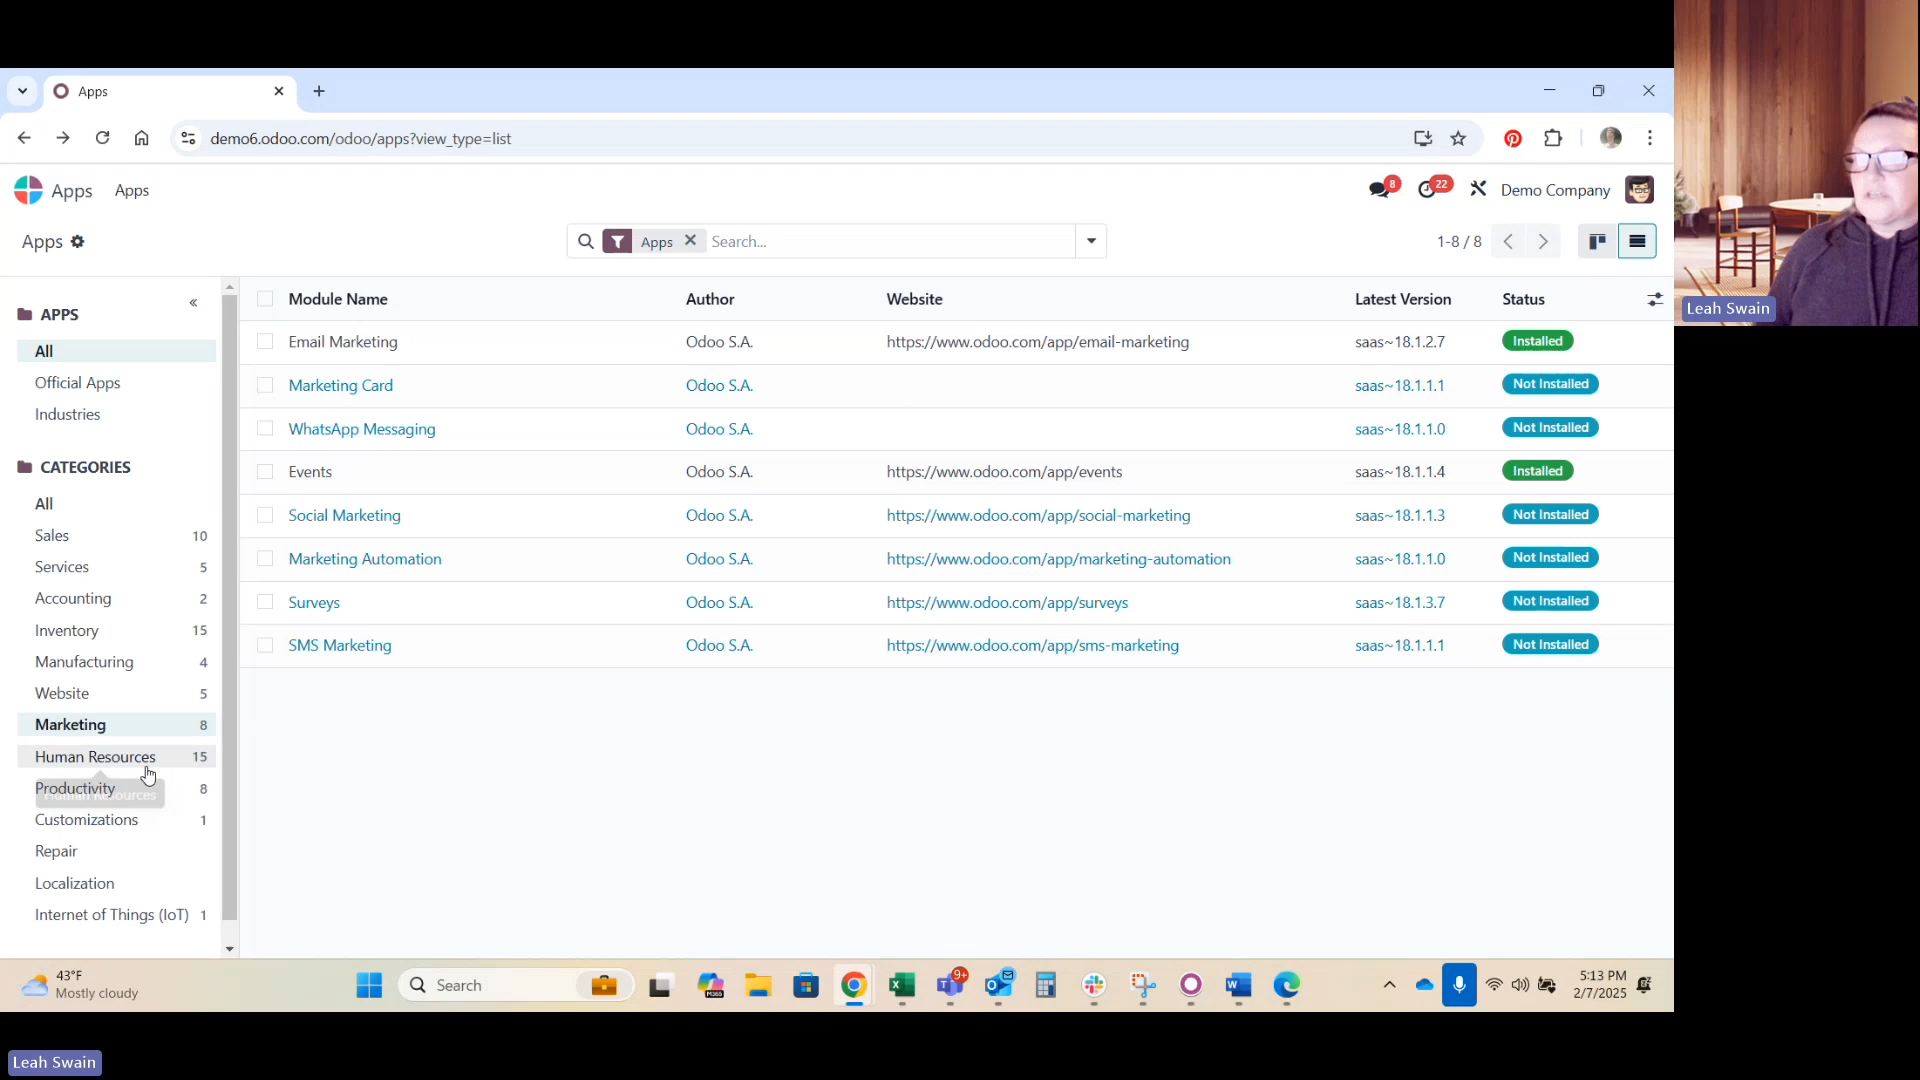 Apps
demo6.odoo.com/odoo/apps?view_type=list
Apps Apps
8 22 Demo Company
Apps
Apps Search...
1-8 / 8
APPS
All
Official Apps
Industries
CATEGORIES
All
Sales 10
Services 5
Accounting 2
Inventory 15
Manufacturing 4
Website 5
Marketing 8
Human Resources 15
Productivity 8
Human Resources
Customizations 1
Repair
Localization
Internet of Things (IoT) 1
Module Name Author Website Latest Version Status
Email Marketing Odoo S.A. https://www.odoo.com/app/email-marketing saas~18.1.2.7 Installed
Marketing Card Odoo S.A. saas~18.1.1.1 Not Installed
WhatsApp Messaging Odoo S.A. saas~18.1.1.0 Not Installed
Events Odoo S.A. https://www.odoo.com/app/events saas~18.1.1.4 Installed
Social Marketing Odoo S.A. https://www.odoo.com/app/social-marketing saas~18.1.1.3 Not Installed
Marketing Automation Odoo S.A. https://www.odoo.com/app/marketing-automation saas~18.1.1.0 Not Installed
Surveys Odoo S.A. https://www.odoo.com/app/surveys saas~18.1.3.7 Not Installed
SMS Marketing Odoo S.A. https://www.odoo.com/app/sms-marketing saas~18.1.1.1 Not Installed
Leah Swain
43°F
Mostly cloudy
Search
M365
9+
5:13 PM
2/7/2025
Leah Swain